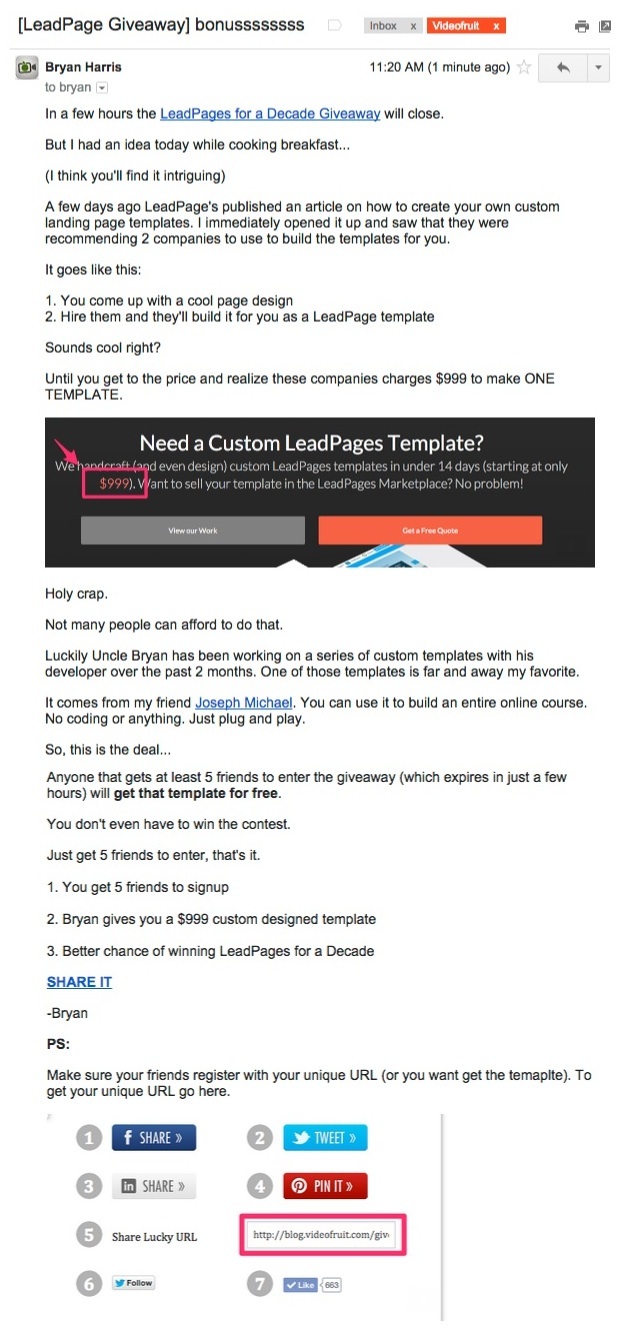 [LeadPage Giveaway] bonusssssssss
Inbox x
Videofruit x
Bryan Harris
11:20 AM (1 minute ago)
to bryan
In a few hours the LeadPages for a Decade Giveaway will close.
But I had an idea today while cooking breakfast...
(I think you'll find it intriguing)
A few days ago LeadPage's published an article on how to create your own custom
landing page templates. I immediately opened it up and saw that they were
recommending 2 companies to use to build the templates for you.
It goes like this:
1. You come up with a cool page design
2. Hire them and they'll build it for you as a LeadPage template
Sounds cool right?
Until you get to the price and realize these companies charges $999 to make ONE
TEMPLATE.
Need a Custom LeadPages Template?
We handcraft (and even design) custom LeadPages templates in under 14 days (starting at only
$999). Want to sell your template in the LeadPages Marketplace? No problem!
View our Work
Get a Free Quote
Holy crap.
Not many people can afford to do that.
Luckily Uncle Bryan has been working on a series of custom templates with his
developer over the past 2 months. One of those templates is far and away my favorite.
It comes from my friend Joseph Michael. You can use it to build an entire online course.
No coding or anything. Just plug and play.
So, this is the deal...
Anyone that gets at least 5 friends to enter the giveaway (which expires in just a few
hours) will get that template for free.
You don't even have to win the contest.
Just get 5 friends to enter, that's it.
1. You get 5 friends to signup
2. Bryan gives you a $999 custom designed template
3. Better chance of winning LeadPages for a Decade
SHARE IT
-Bryan
PS:
Make sure your friends register with your unique URL (or you want get the temaplte). To
get your unique URL go here.
1 f SHARE »
2 TWEET »
3 in SHARE »
4 PIN IT »
5 Share Lucky URL
http://blog.videofruit.com/giv
6 Follow
7 Like 663